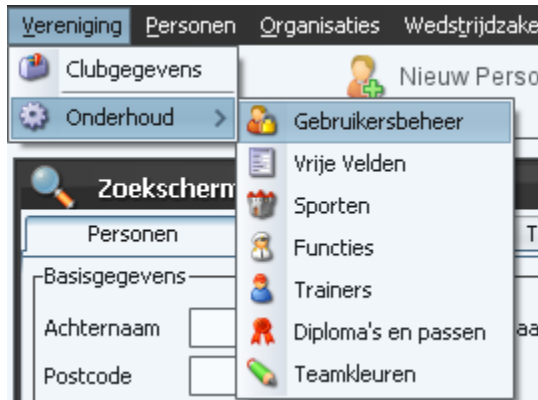 Vereniging Personen Organisaties Wedstrijdzake
Clubgegevens
Nieuw Perso
Onderhoud
Gebruikersbeheer
Vrije Velden
Zoekscherm
Sporten
Personen
T
Functies
Basisgegevens
Trainers
Achternaam
Diploma's en passen
aa
Postcode
Teamkleuren